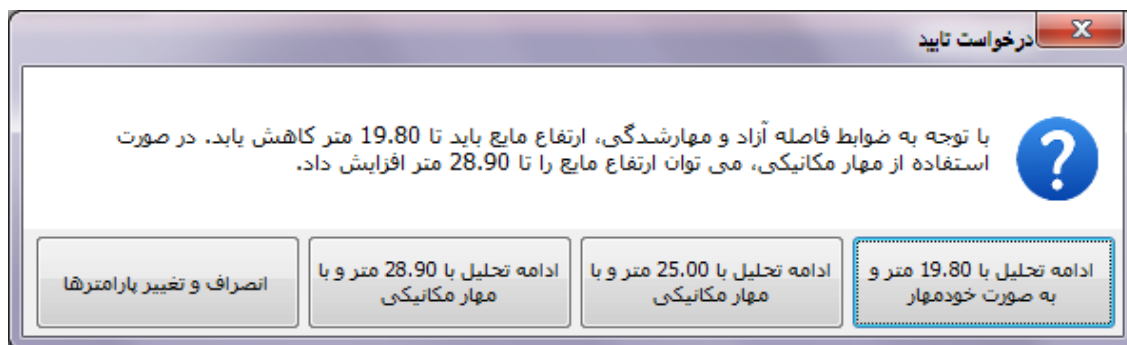 درخواست تایید
با توجه به ضوابط فاصله آزاد و مهارشدگی، ارتفاع مایع باید تا 19.80 متر کاهش یابد. در صورت
استفاده از مهار مکانیکی، می توان ارتفاع مایع را تا 28.90 متر افزایش داد.
ادامه تحلیل با 19.80 متر و
به صورت خودمهار
ادامه تحلیل با 25.00 متر و با
مهار مکانیکی
ادامه تحلیل با 28.90 متر و با
مهار مکانیکی
انصراف و تغییر پارامترها